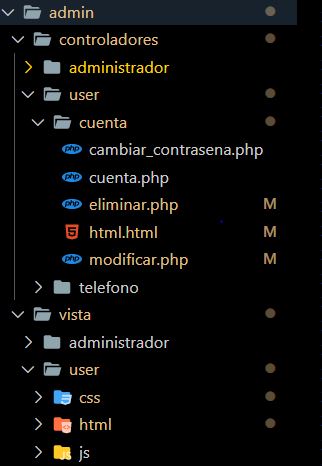 admin
controladores
administrador
user
cuenta
php cambiar_contrasena.php
php cuenta.php
php eliminar.php M
5 html.html M
php modificar.php M
telefono
vista
administrador
user
css
html
JS js